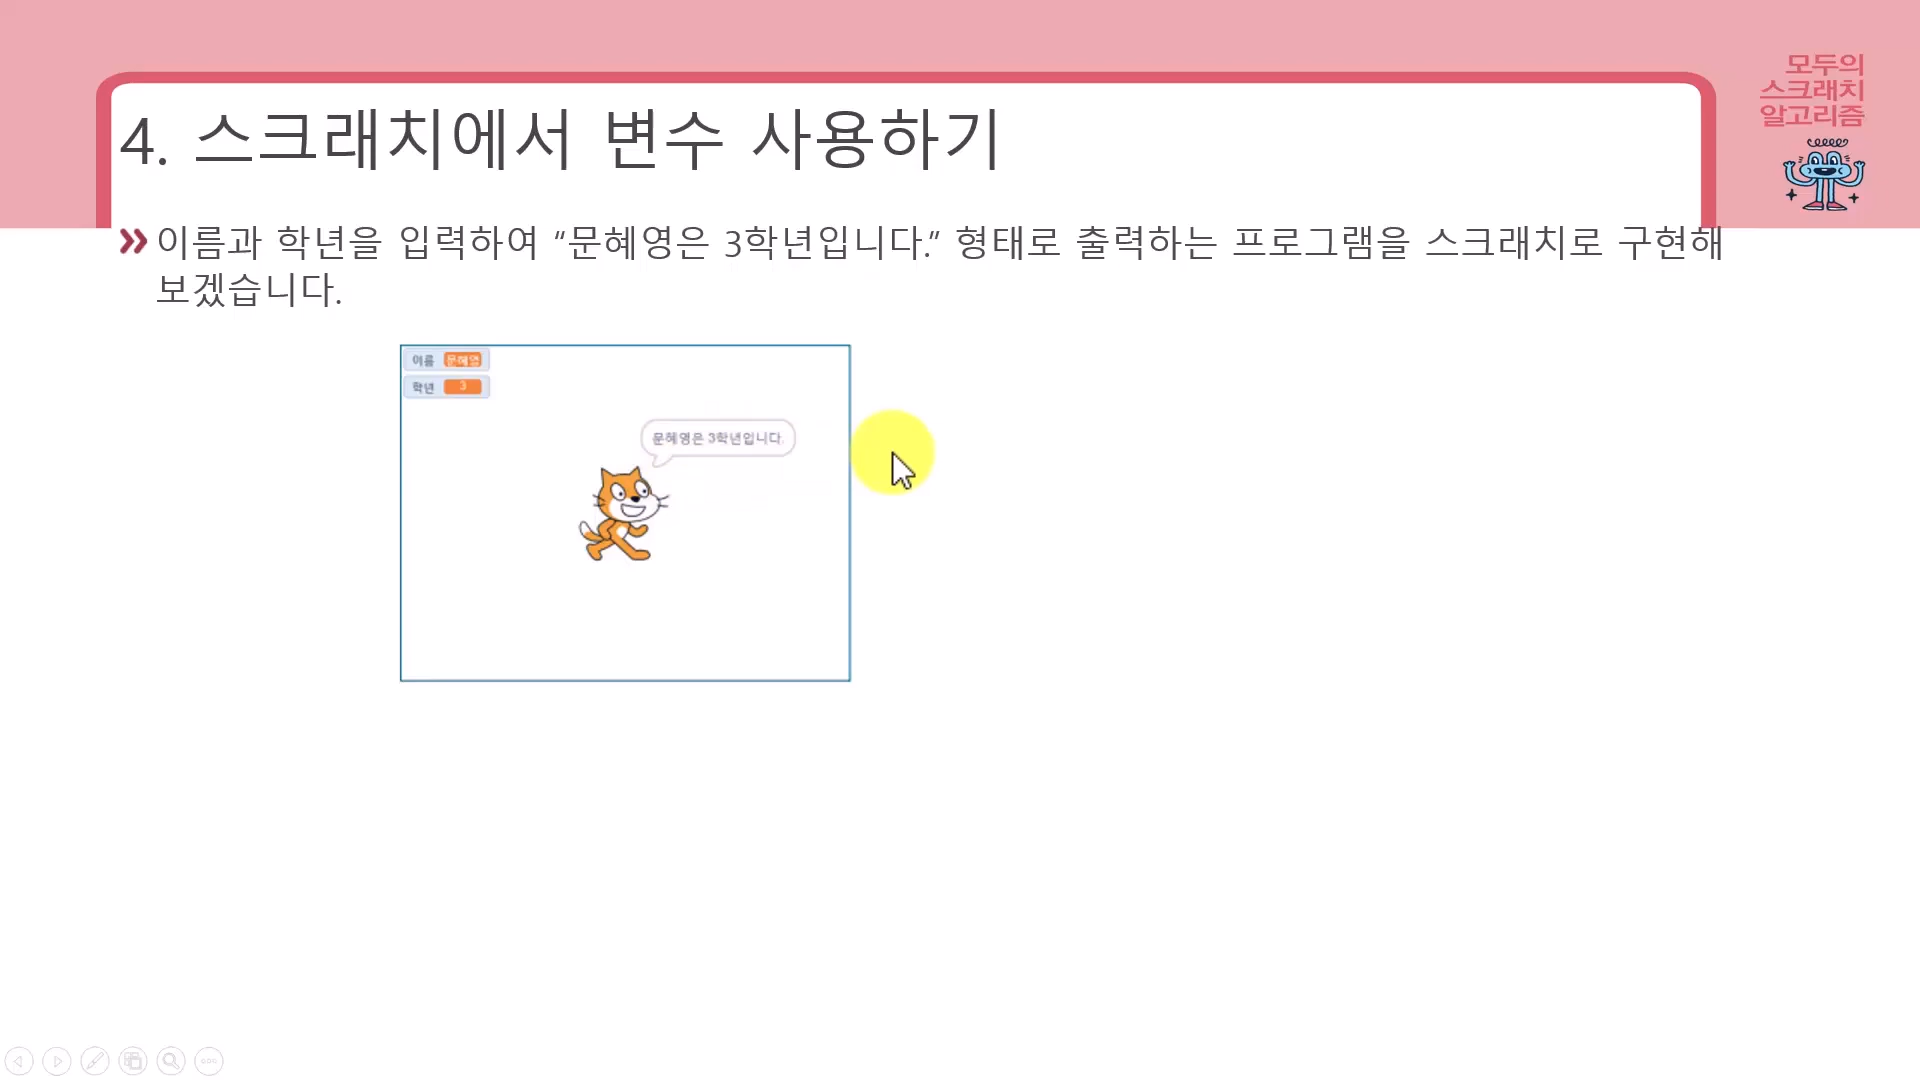 모두의
스크래치
알고리즘
4. 스크래치에서 변수 사용하기
이름과 학년을 입력하여 “문혜영은 3학년입니다.” 형태로 출력하는 프로그램을 스크래치로 구현해
보겠습니다.
이름 문혜영
학년 3
문혜영은 3학년입니다.